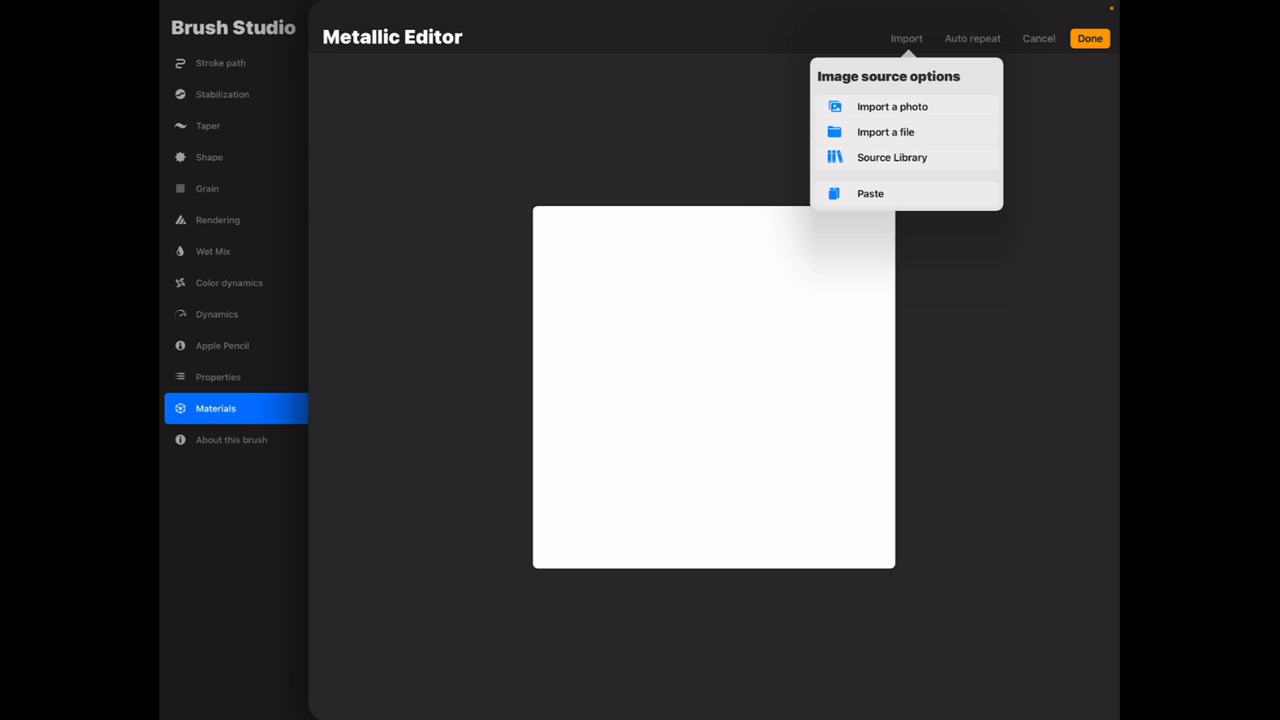 Brush Studio
Stroke path
Stabilization
Taper
Shape
Grain
Rendering
Wet Mix
Color dynamics
Dynamics
Apple Pencil
Properties
Materials
About this brush
Metallic Editor
Import
Auto repeat
Cancel
Done
Image source options
Import a photo
Import a file
Source Library
Paste